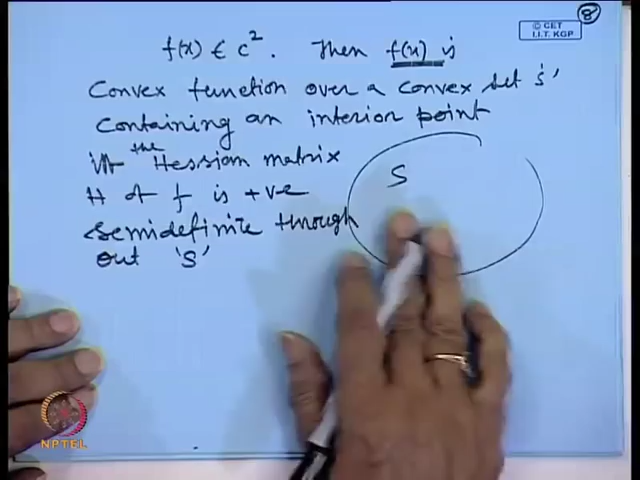 f(x) ∈ c². Then f(x) is
Convex function over a convex set 's'
containing an interior point
iff the Hessian matrix
H of f is +ve
semidefinite through
out 's'
S
8
© CET
I.I.T. KGP
NPTEL